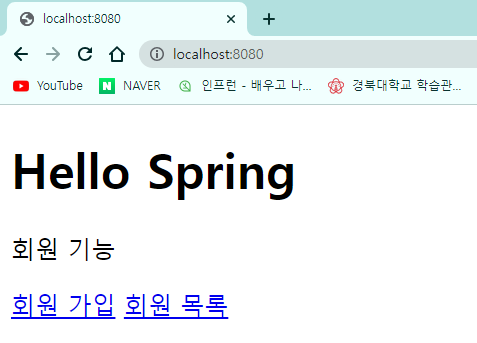 localhost:8080
localhost:8080
YouTube NAVER 인프런 - 배우고 나... 경북대학교 학습관...
Hello Spring
회원 기능
회원 가입 회원 목록